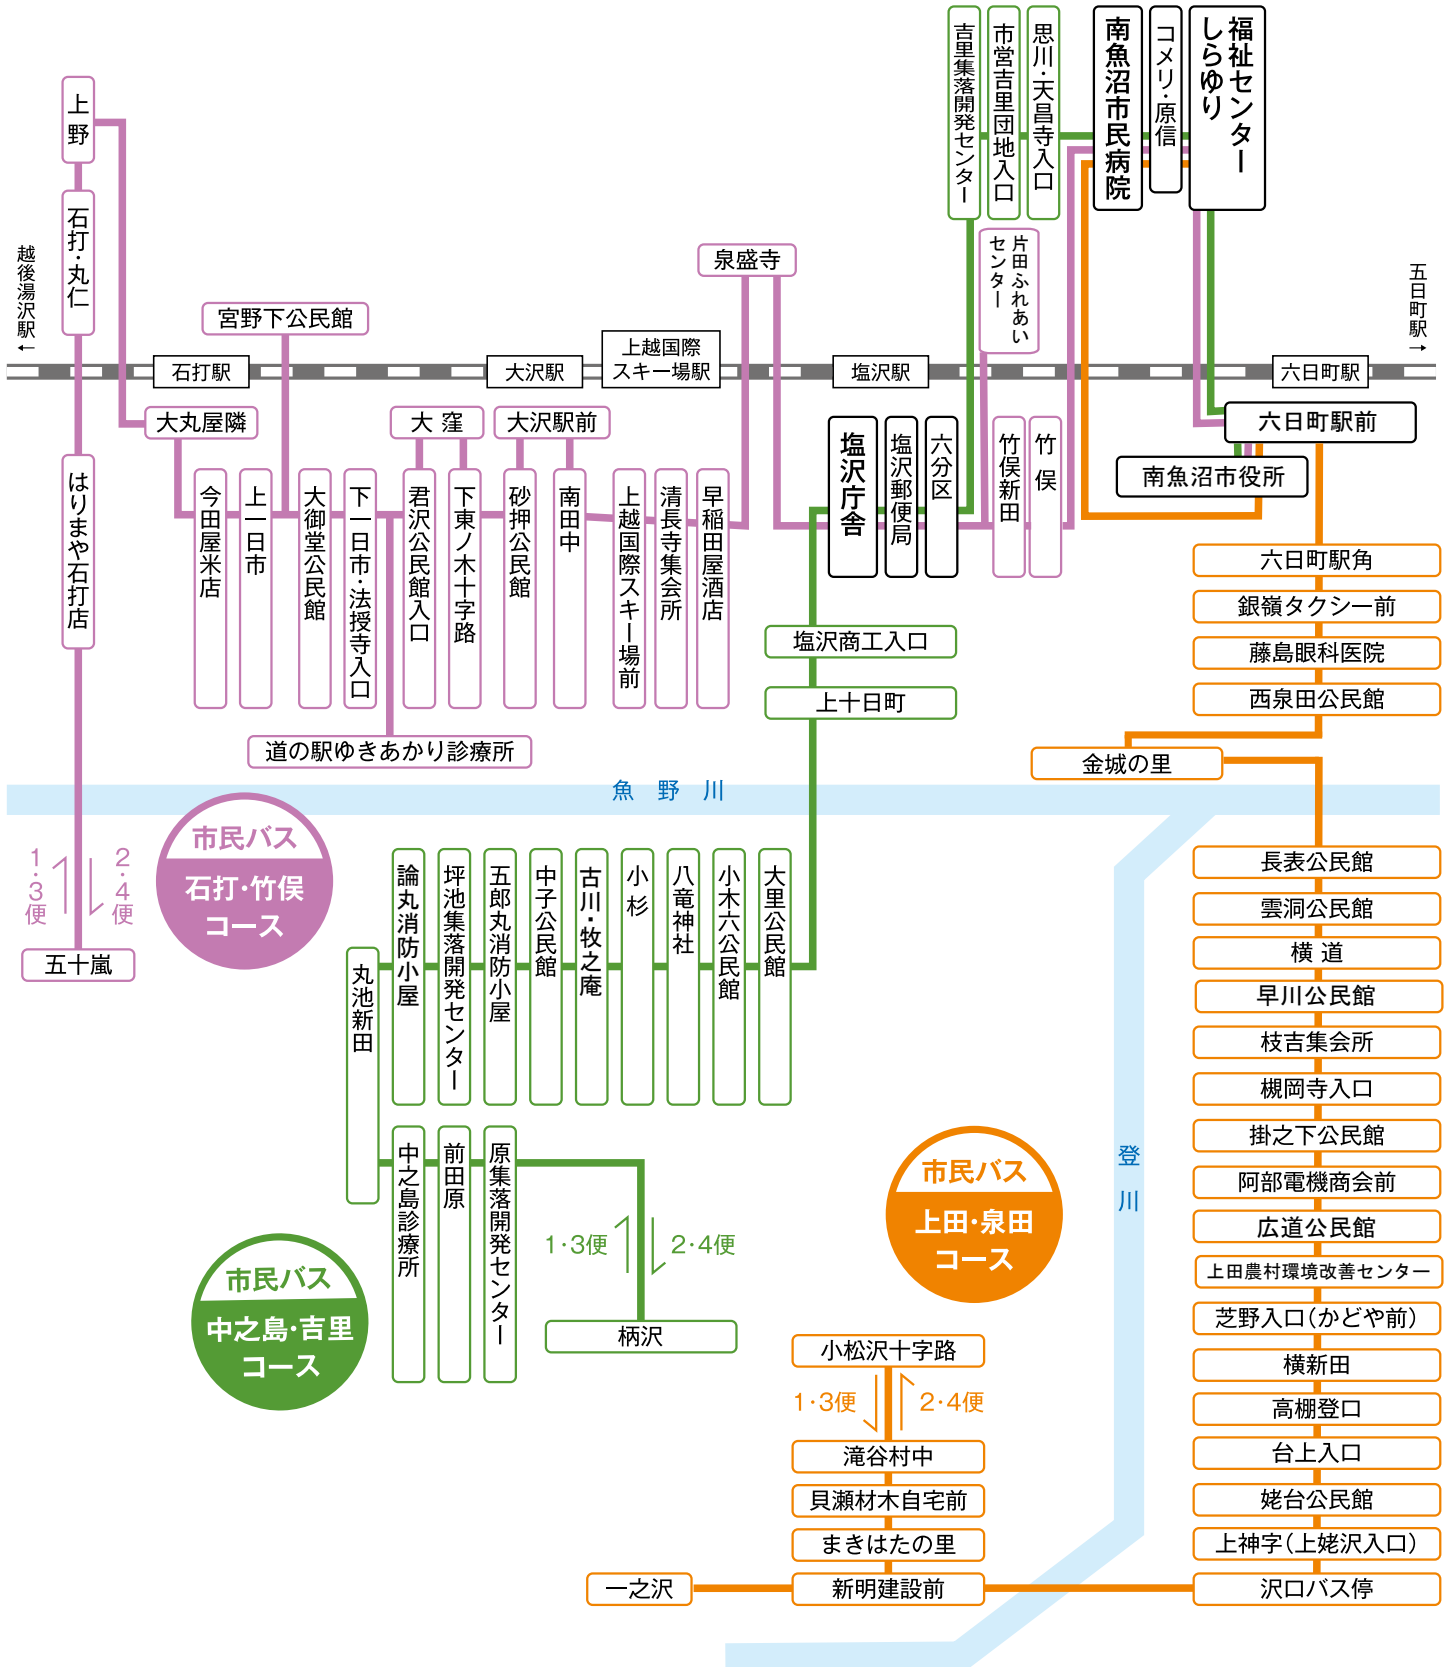 吉里集落開発センター
市営吉里団地入口
思川・天昌寺入口
南魚沼市民病院
コメリ・原信
福祉センター
しらゆり
上野
石打・丸仁
越後湯沢駅←
五日町駅→
宮野下公民館
泉盛寺
片田ふれあい
センター
石打駅
大沢駅
上越国際
スキー場駅
塩沢駅
六日町駅
大丸屋隣
大窪
大沢駅前
六日町駅前
南魚沼市役所
はりまや石打店
今田屋米店
上一日市
大御堂公民館
下一日市・法授寺入口
君沢公民館入口
下東ノ木十字路
砂押公民館
南田中
上越国際スキー場前
清長寺集会所
早稲田屋酒店
塩沢庁舎
塩沢郵便局
六分区
竹俣新田
竹俣
道の駅ゆきあかり診療所
塩沢商工入口
上十日町
六日町駅角
銀嶺タクシー前
藤島眼科医院
西泉田公民館
金城の里
魚野川
市民バス
石打・竹俣
コース
1・3便
2・4便
五十嵐
丸池新田
論丸消防小屋
坪池集落開発センター
五郎丸消防小屋
中子公民館
古川・牧之庵
小杉
八竜神社
小木六公民館
大里公民館
中之島診療所
前田原
原集落開発センター
1・3便
2・4便
柄沢
市民バス
中之島・吉里
コース
市民バス
上田・泉田
コース
登川
長表公民館
雲洞公民館
横道
早川公民館
枝吉集会所
槻岡寺入口
掛之下公民館
阿部電機商会前
広道公民館
上田農村環境改善センター
芝野入口(かどや前)
横新田
高棚登口
台上入口
姥台公民館
上神字(上姥沢入口)
沢口バス停
小松沢十字路
1・3便
2・4便
滝谷村中
貝瀬材木自宅前
まきはたの里
新明建設前
一之沢